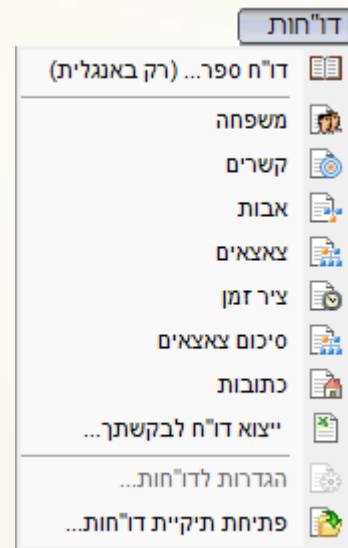 דו"חות
דו"ח ספר... (רק באנגלית)
משפחה
קשרים
אבות
צאצאים
ציר זמן
סיכום צאצאים
כתובות
ייצוא דו"ח לבקשתך...
הגדרות לדו"חות...
פתיחת תיקיית דו"חות...